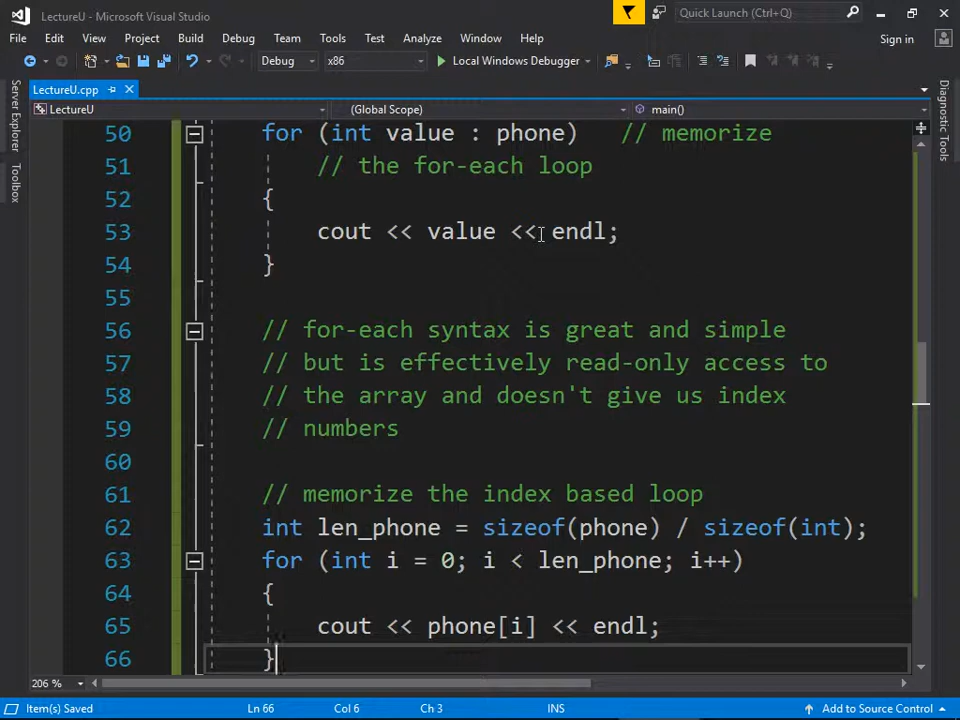 LectureU - Microsoft Visual Studio
Quick Launch (Ctrl+Q)
File Edit View Project Build Debug Team Tools Test Analyze Window Help
Sign in
Debug x86 Local Windows Debugger
LectureU.cpp
LectureU (Global Scope) main()
Server Explorer
Toolbox
Diagnostic Tools
50 for (int value : phone) // memorize
51 // the for-each loop
52 {
53 cout << value << endl;
54 }
55
56 // for-each syntax is great and simple
57 // but is effectively read-only access to
58 // the array and doesn't give us index
59 // numbers
60
61 // memorize the index based loop
62 int len_phone = sizeof(phone) / sizeof(int);
63 for (int i = 0; i < len_phone; i++)
64 {
65 cout << phone[i] << endl;
66 }
206 %
Item(s) Saved Ln 66 Col 6 Ch 3 INS Add to Source Control